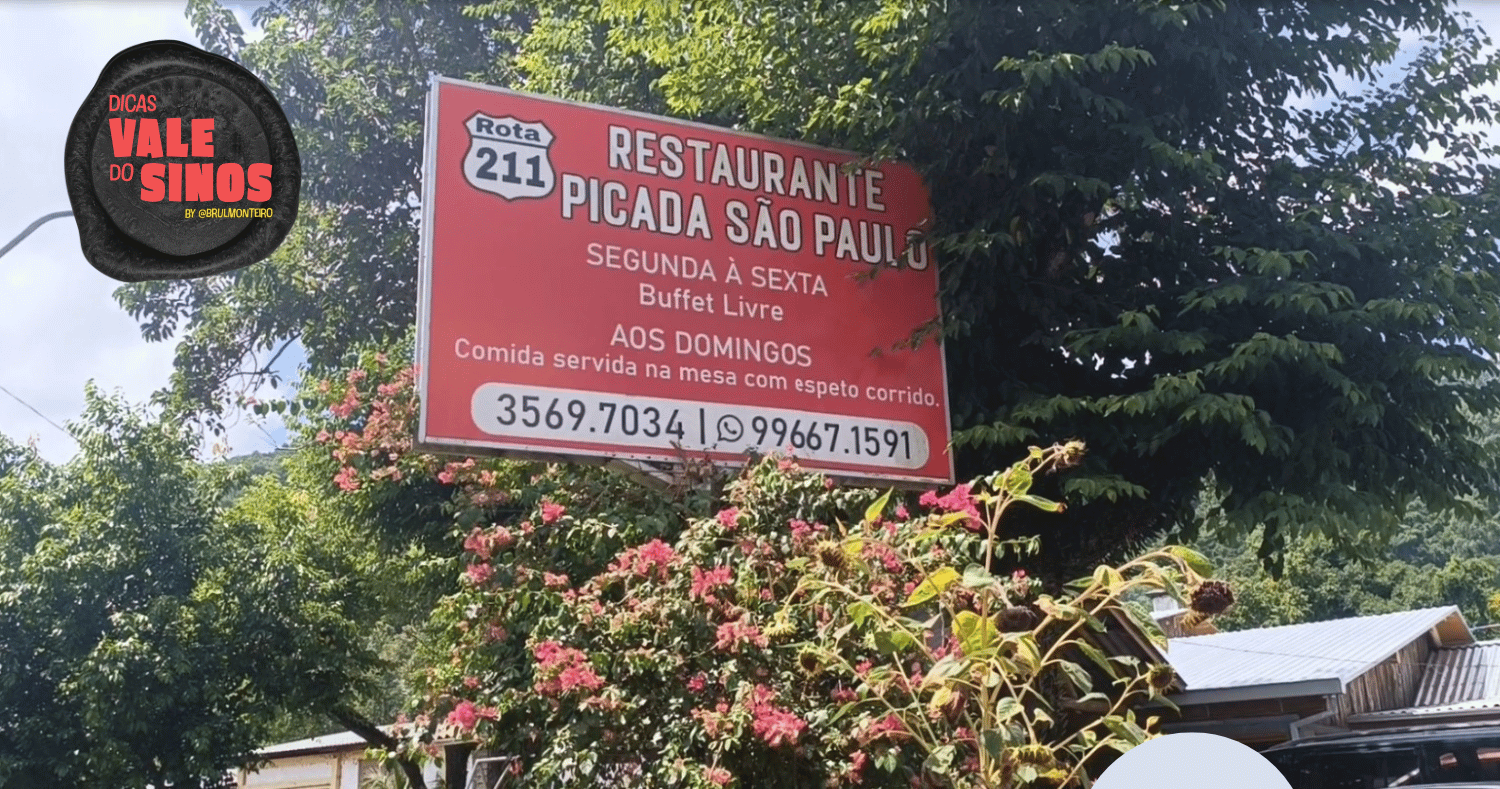 DICAS
VALE
DO SINOS
BY @BRULMONTEIRO
Rota
211
RESTAURANTE
PICADA SÃO PAULO
SEGUNDA À SEXTA
Buffet Livre
AOS DOMINGOS
Comida servida na mesa com espeto corrido.
3569.7034 | 99667.1591